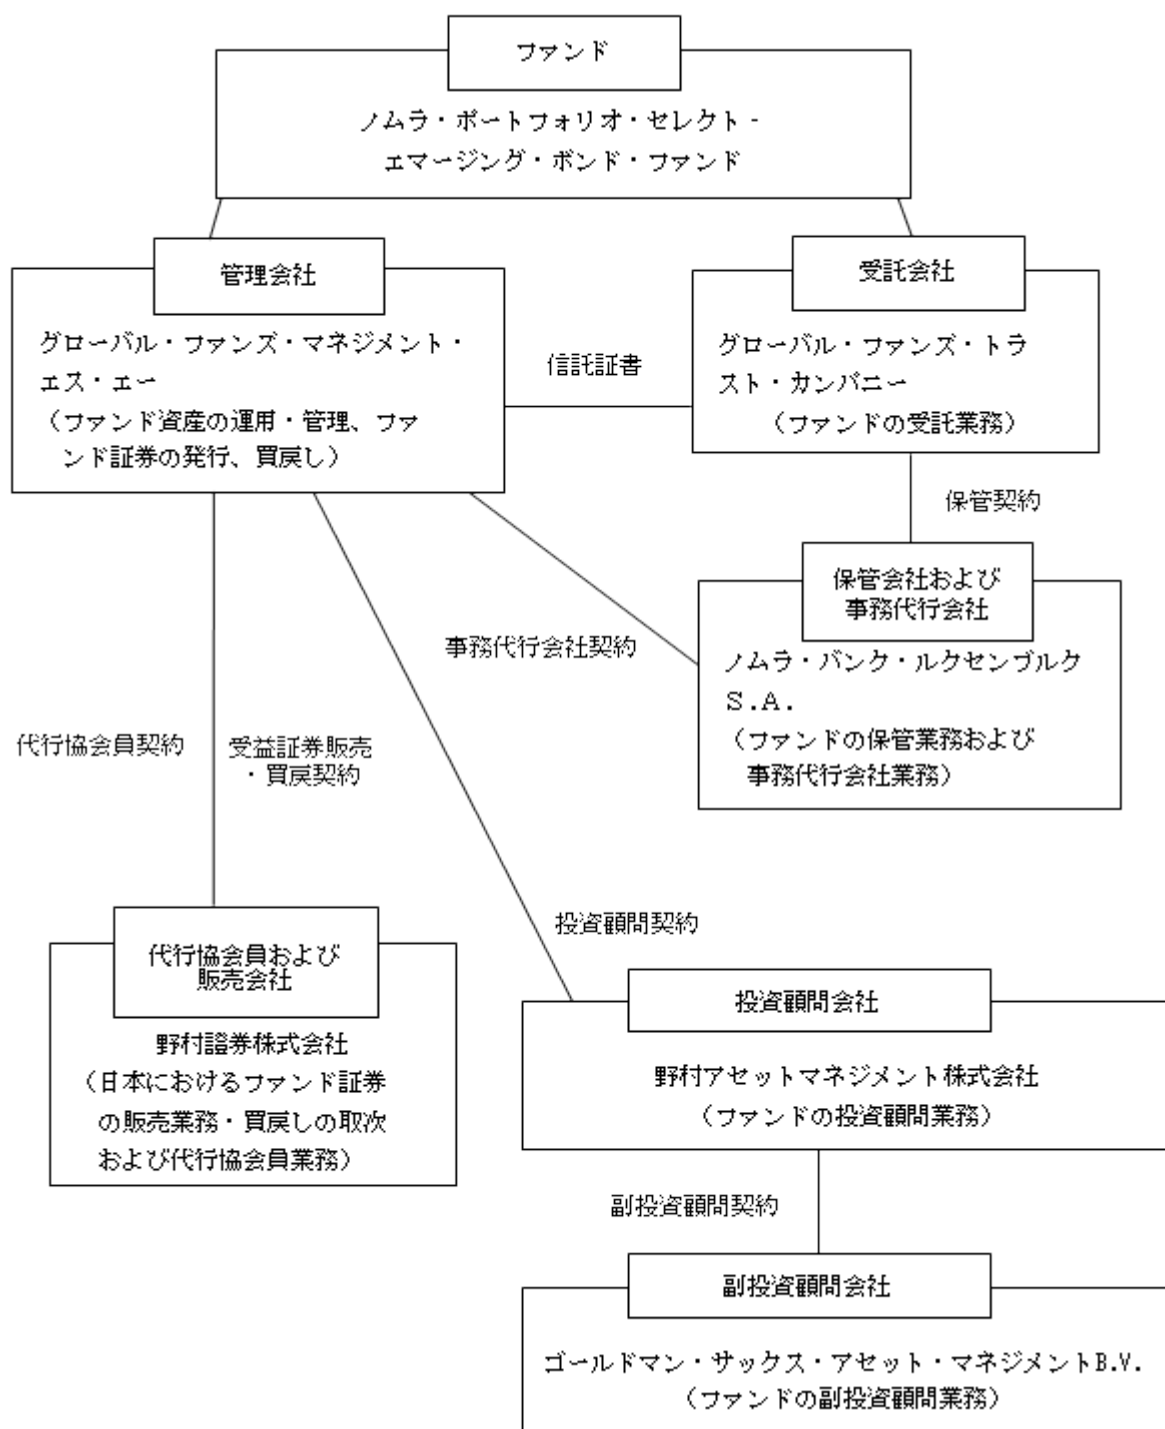 ファンド
ノムラ・ポートフォリオ・セレクト -
エマージング・ボンド・ファンド
管理会社
グローバル・ファンズ・マネジメント・
エス・エー
（ファンド資産の運用・管理、ファ
ンド証券の発行、買戻し）
信託証書
受託会社
グローバル・ファンズ・トラ
スト・カンパニー
（ファンドの受託業務）
保管契約
保管会社および
事務代行会社
ノムラ・バンク・ルクセンブルク
Ｓ.Ａ.
（ファンドの保管業務および
事務代行会社業務）
事務代行会社契約
代行協会員契約
受益証券販売
・買戻契約
投資顧問契約
代行協会員および
販売会社
野村證券株式会社
（日本におけるファンド証券
の販売業務・買戻しの取次
および代行協会員業務）
投資顧問会社
野村アセットマネジメント株式会社
（ファンドの投資顧問業務）
副投資顧問契約
副投資顧問会社
ゴールドマン・サックス・アセット・マネジメントB.V.
（ファンドの副投資顧問業務）